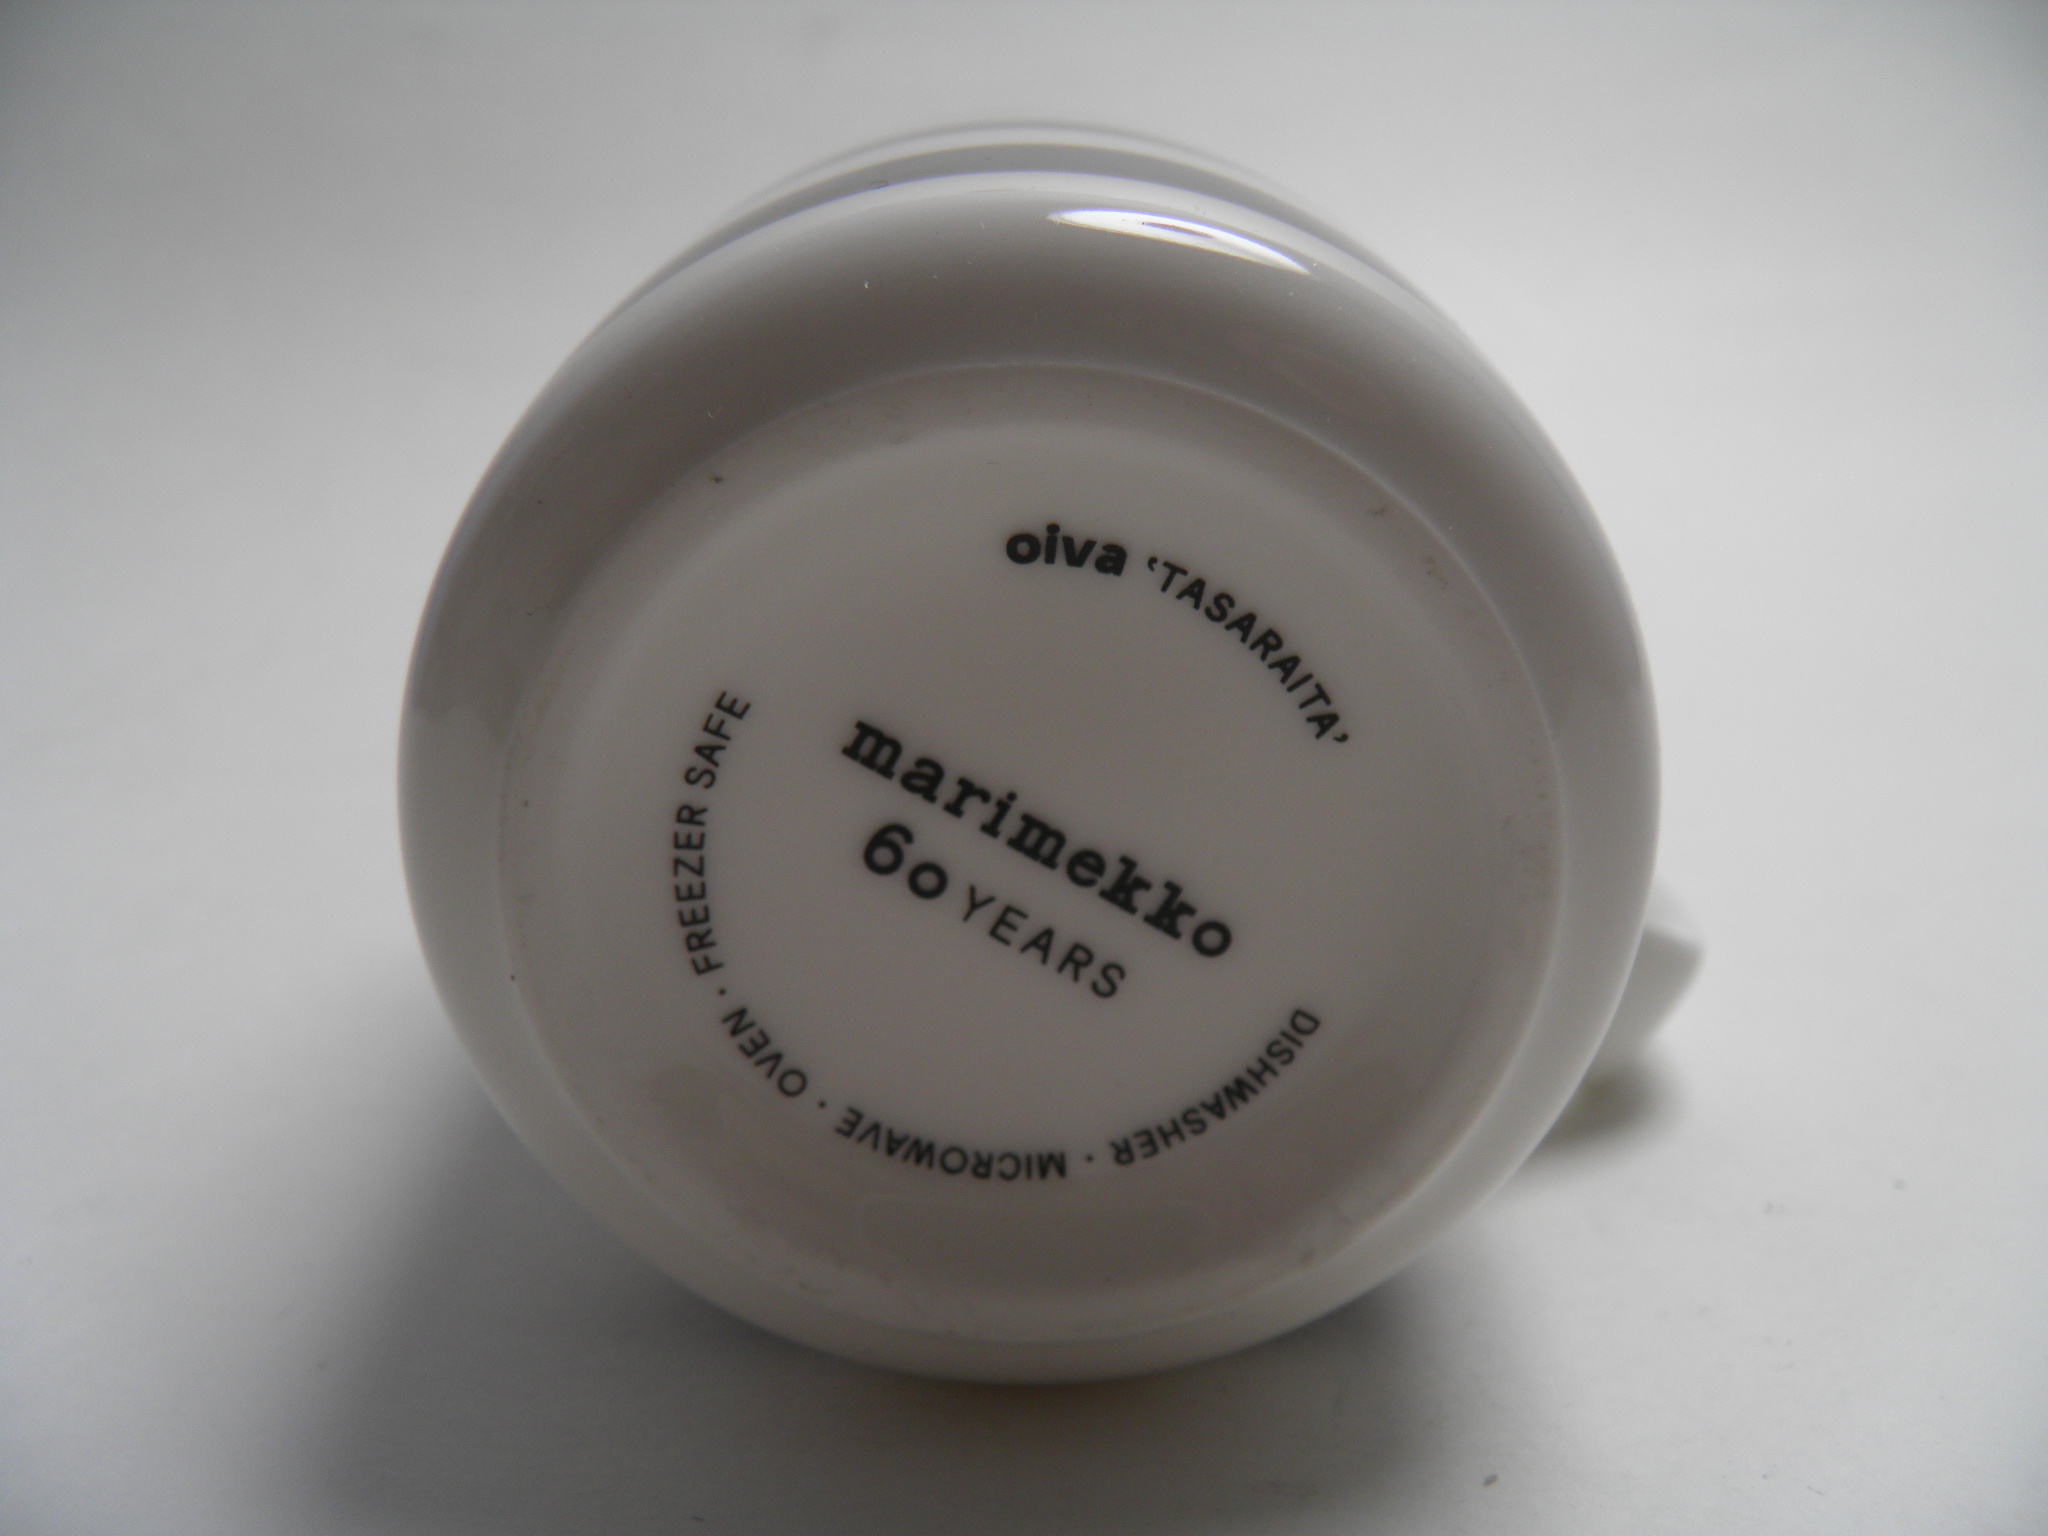 oiva ‘TASARAITA’
marimekko
60 YEARS
DISHWASHER · MICROWAVE · OVEN · FREEZER SAFE